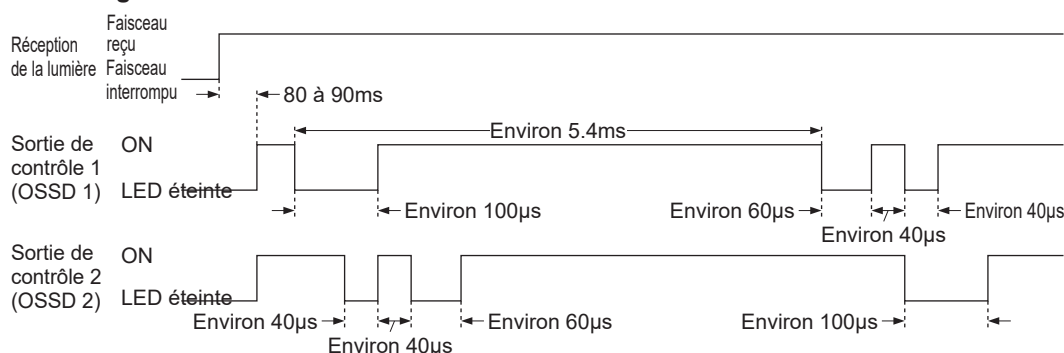 Faisceau
reçu
Réception
de la lumière
Faisceau
interrompu
80 à 90ms
Environ 5.4ms
Sortie de
contrôle 1
(OSSD 1)
ON
LED éteinte
Environ 100µs
Environ 60µs
Environ 40µs
Environ 40µs
Sortie de
contrôle 2
(OSSD 2)
ON
LED éteinte
Environ 40µs
Environ 40µs
Environ 60µs
Environ 100µs